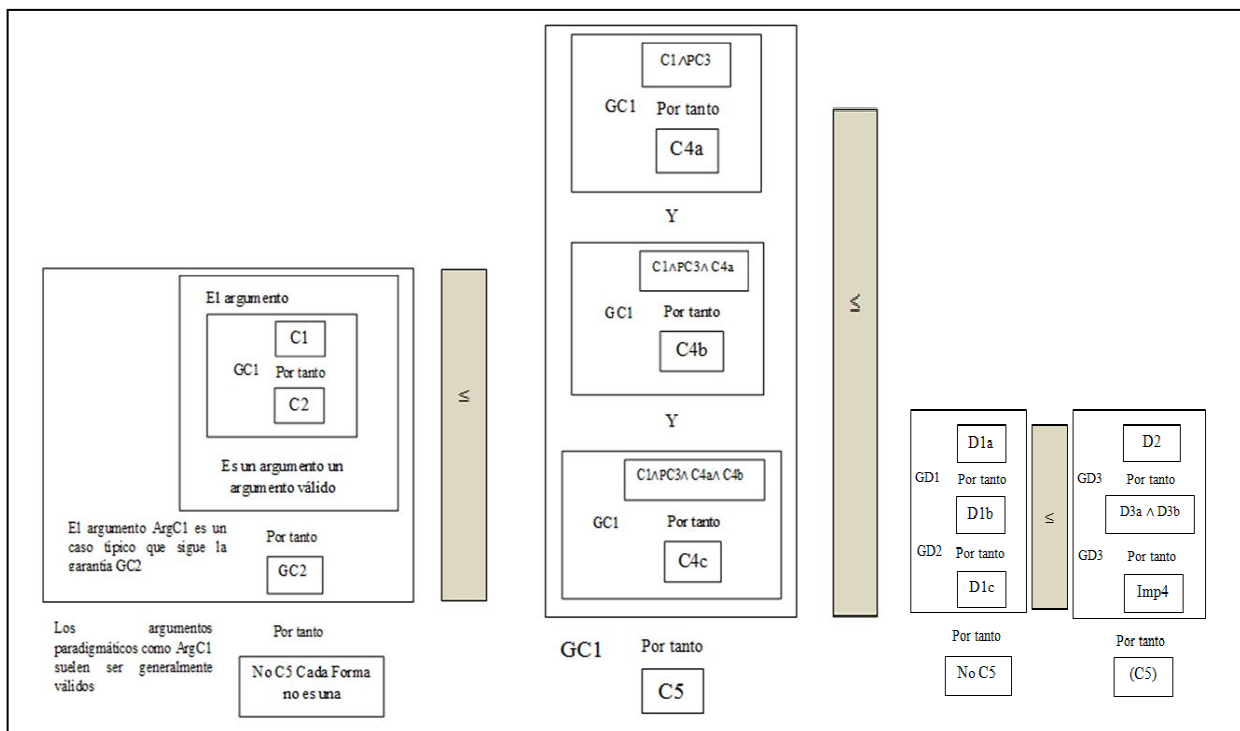 El argumento
C1
GC1 Por tanto
C2
Es un argumento un
argumento válido
El argumento ArgC1 es un
caso típico que sigue la
garantía GC2
Por tanto
GC2
Los argumentos
paradigmáticos como ArgC1
suelen ser generalmente
válidos
Por tanto
No C5 Cada Forma
no es una
≤
C1∧PC3
GC1 Por tanto
C4a
Y
C1∧PC3∧ C4a
GC1 Por tanto
C4b
Y
C1∧PC3∧ C4a∧ C4b
GC1 Por tanto
C4c
GC1 Por tanto
C5
≤
D1a
GD1 Por tanto
D1b
GD2 Por tanto
D1c
Por tanto
No C5
≤
D2
GD3 Por tanto
D3a ∧ D3b
GD3 Por tanto
Imp4
Por tanto
(C5)